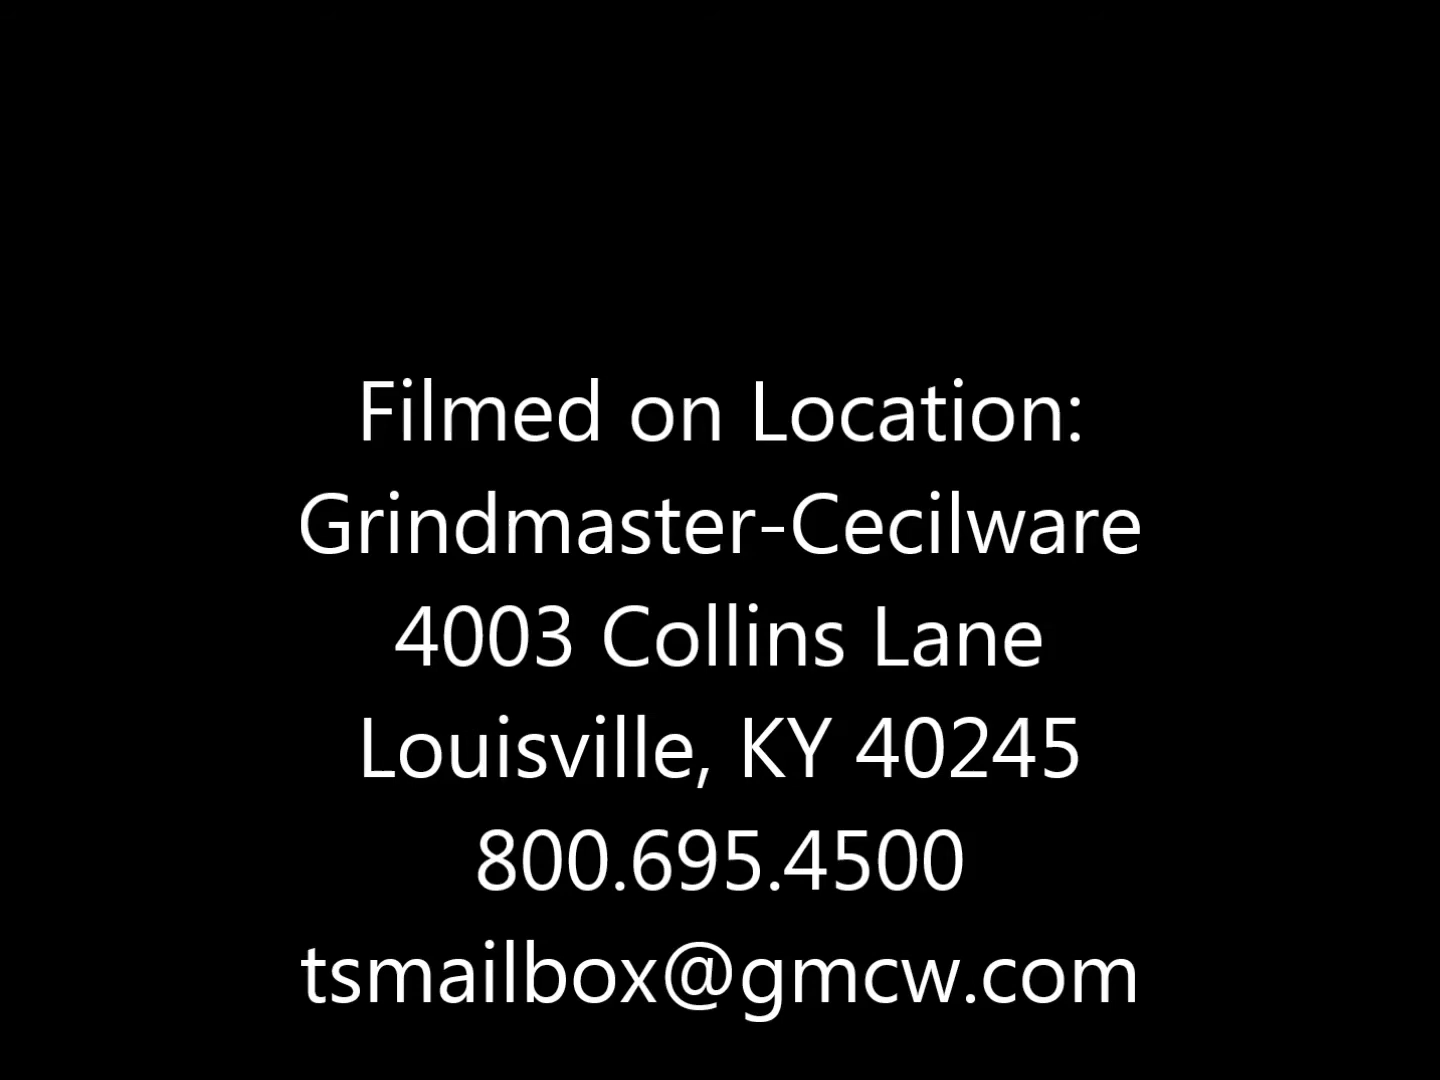 Filmed on Location:
Grindmaster-Cecilware
4003 Collins Lane
Louisville, KY 40245
800.695.4500
tsmailbox@gmcw.com